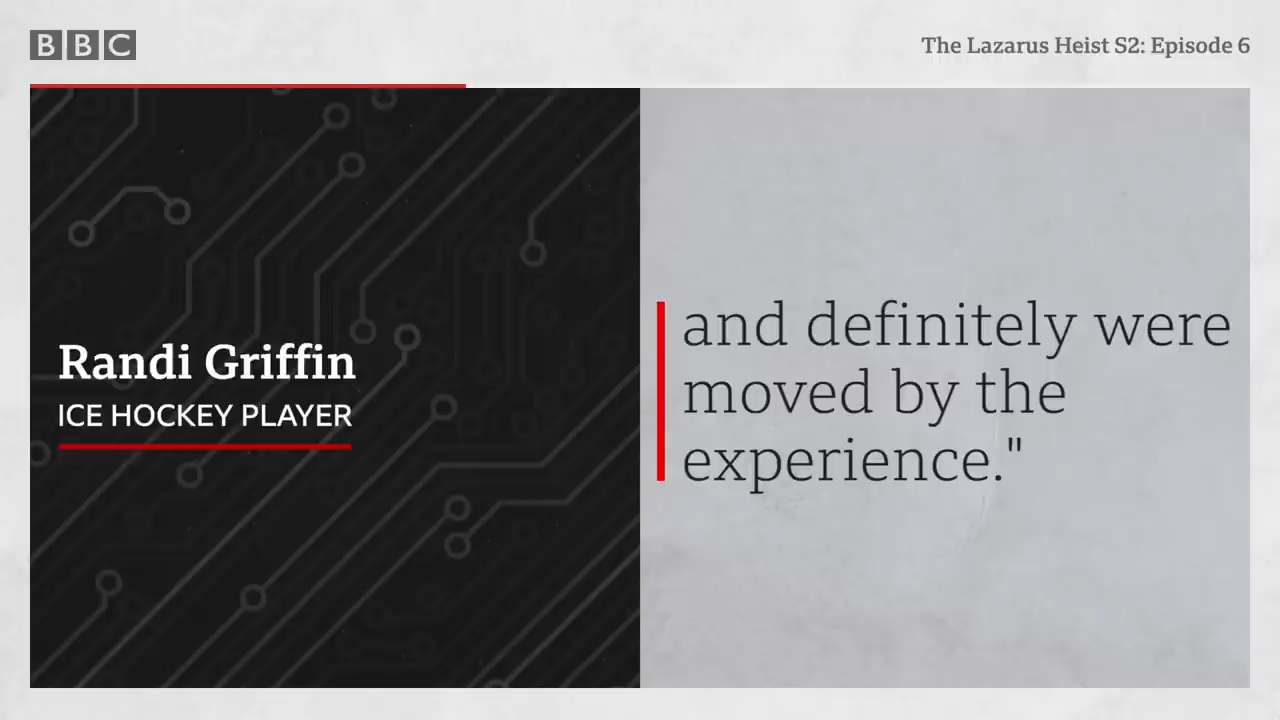 BBC
The Lazarus Heist S2: Episode 6
Randi Griffin
ICE HOCKEY PLAYER
and definitely were
moved by the
experience."